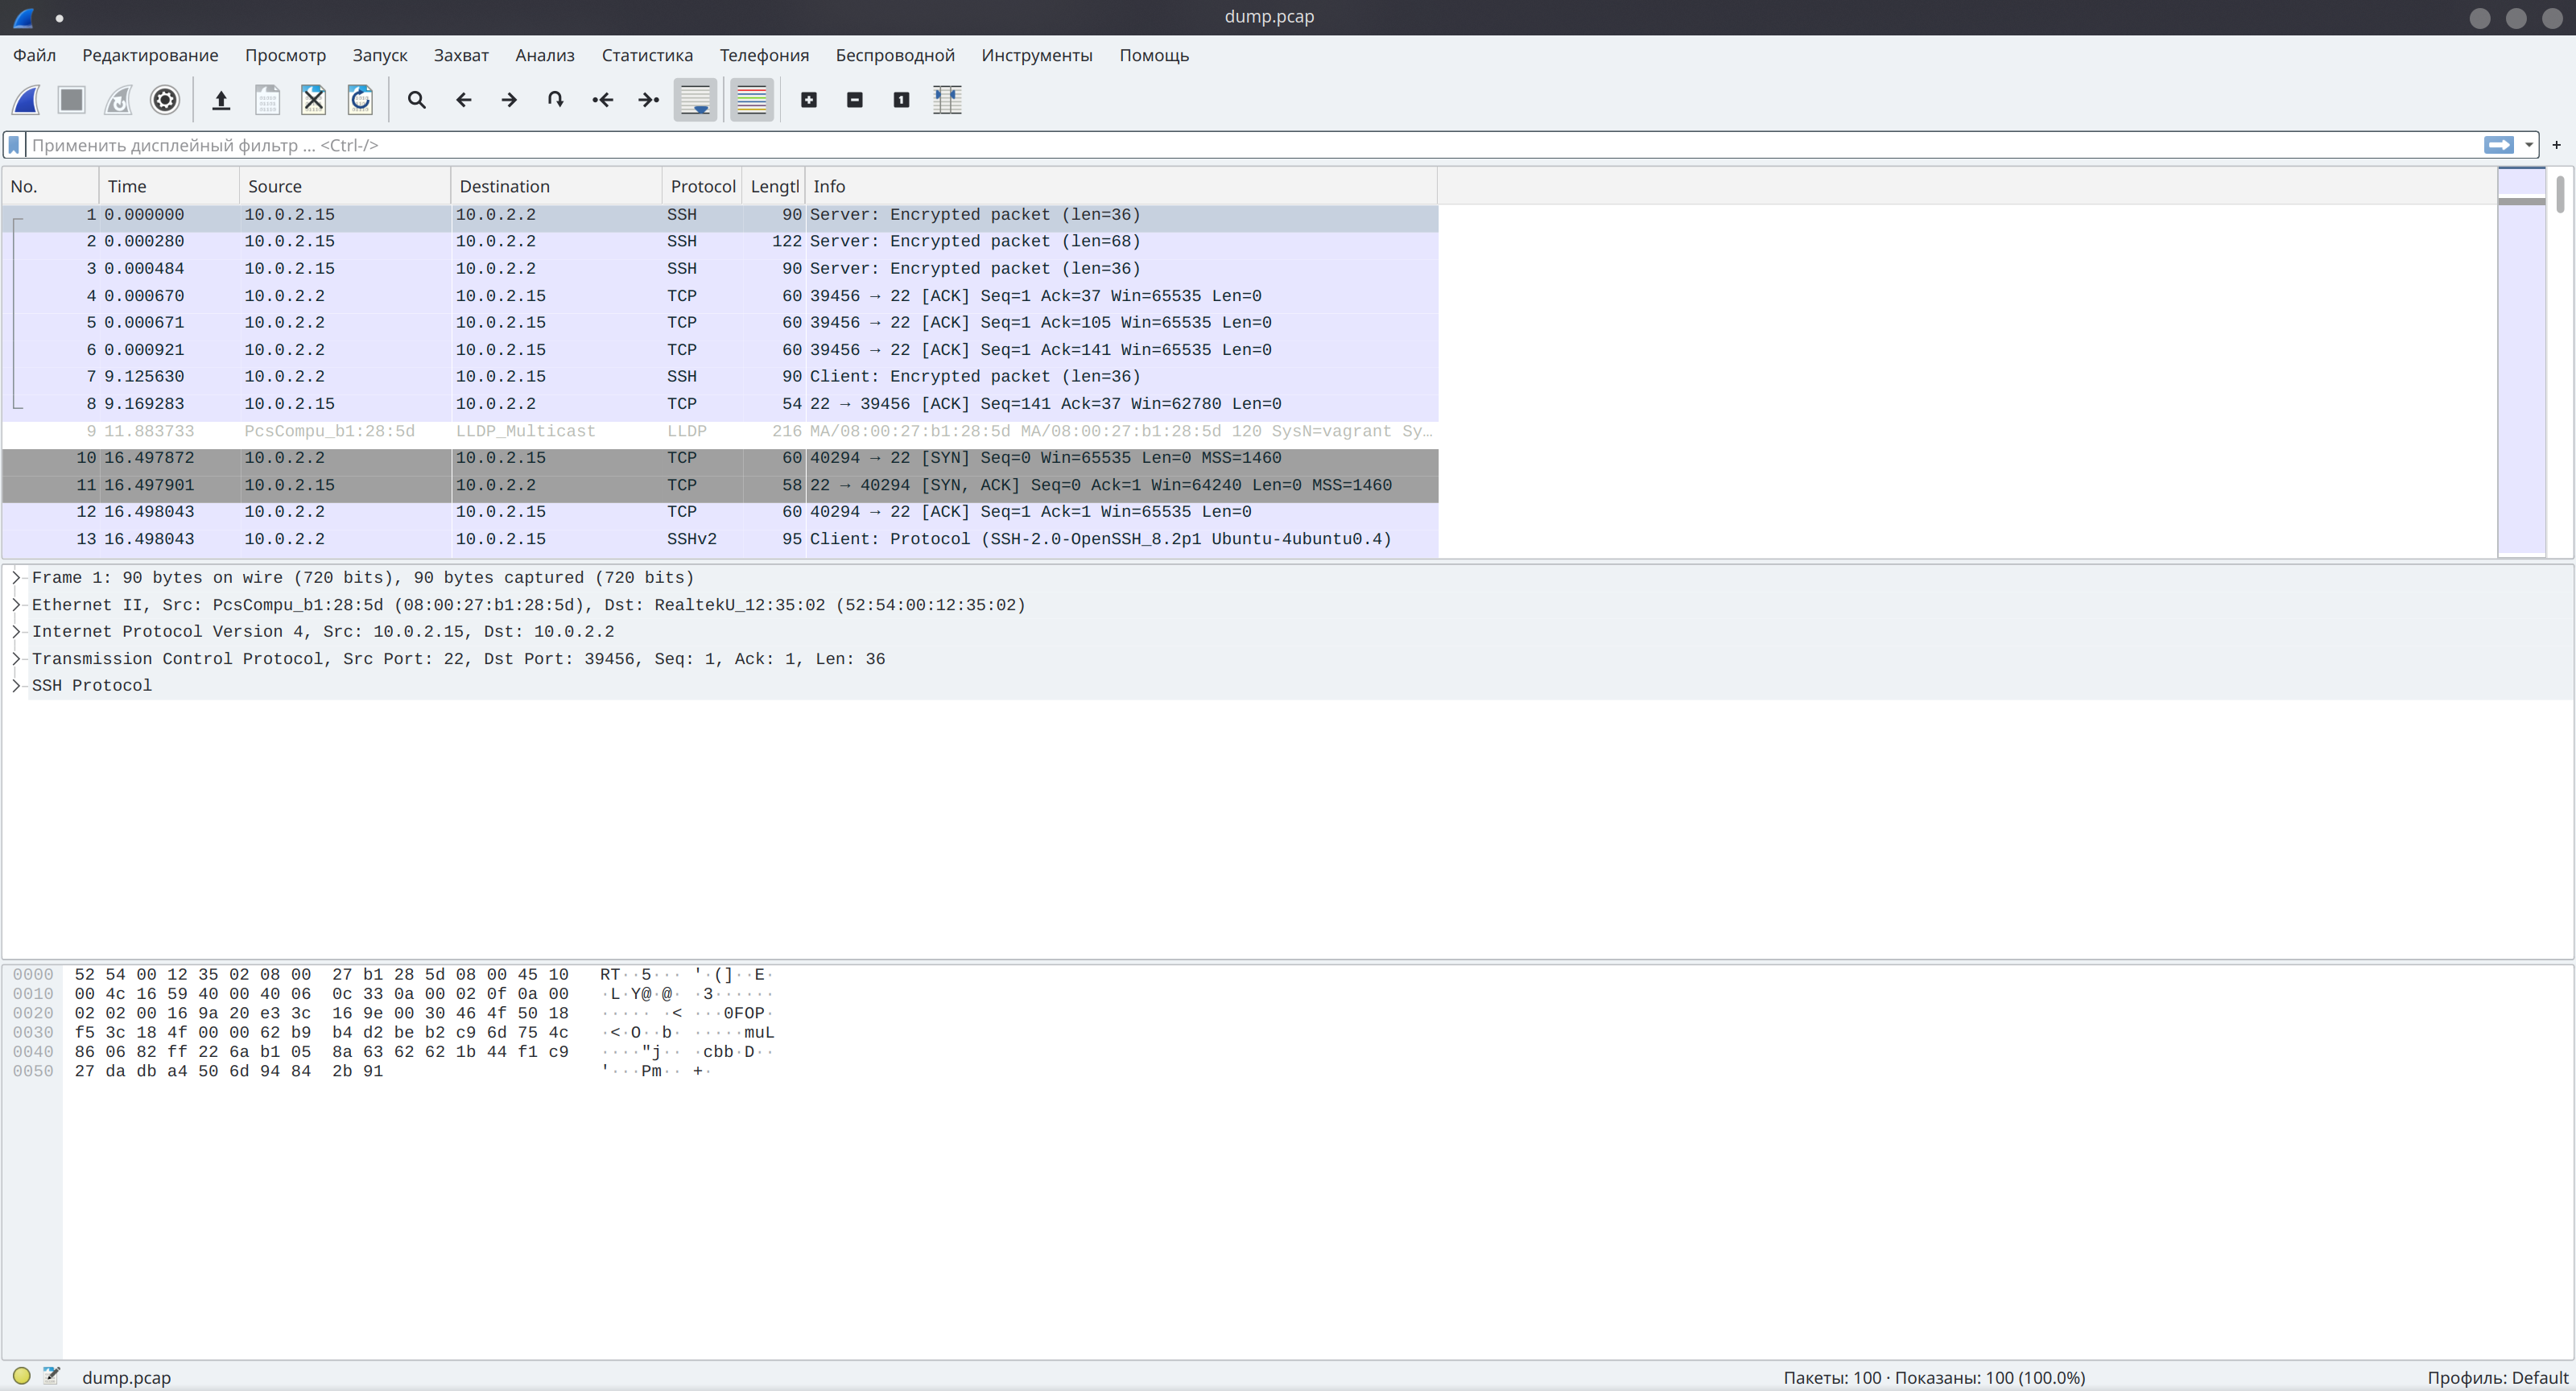 dump.pcap
Файл Редактирование Просмотр Запуск Захват Анализ Статистика Телефония Беспроводной Инструменты Помощь
Применить дисплейный фильтр ... <Ctrl-/> +
No. Time Source Destination Protocol Lengtl Info
1 0.000000 10.0.2.15 10.0.2.2 SSH 90 Server: Encrypted packet (len=36)
2 0.000280 10.0.2.15 10.0.2.2 SSH 122 Server: Encrypted packet (len=68)
3 0.000484 10.0.2.15 10.0.2.2 SSH 90 Server: Encrypted packet (len=36)
4 0.000670 10.0.2.2 10.0.2.15 TCP 60 39456 → 22 [ACK] Seq=1 Ack=37 Win=65535 Len=0
5 0.000671 10.0.2.2 10.0.2.15 TCP 60 39456 → 22 [ACK] Seq=1 Ack=105 Win=65535 Len=0
6 0.000921 10.0.2.2 10.0.2.15 TCP 60 39456 → 22 [ACK] Seq=1 Ack=141 Win=65535 Len=0
7 9.125630 10.0.2.2 10.0.2.15 SSH 90 Client: Encrypted packet (len=36)
8 9.169283 10.0.2.15 10.0.2.2 TCP 54 22 → 39456 [ACK] Seq=141 Ack=37 Win=62780 Len=0
9 11.883733 PcsCompu_b1:28:5d LLDP_Multicast LLDP 216 MA/08:00:27:b1:28:5d MA/08:00:27:b1:28:5d 120 SysN=vagrant Sy…
10 16.497872 10.0.2.2 10.0.2.15 TCP 60 40294 → 22 [SYN] Seq=0 Win=65535 Len=0 MSS=1460
11 16.497901 10.0.2.15 10.0.2.2 TCP 58 22 → 40294 [SYN, ACK] Seq=0 Ack=1 Win=64240 Len=0 MSS=1460
12 16.498043 10.0.2.2 10.0.2.15 TCP 60 40294 → 22 [ACK] Seq=1 Ack=1 Win=65535 Len=0
13 16.498043 10.0.2.2 10.0.2.15 SSHv2 95 Client: Protocol (SSH-2.0-OpenSSH_8.2p1 Ubuntu-4ubuntu0.4)
Frame 1: 90 bytes on wire (720 bits), 90 bytes captured (720 bits)
Ethernet II, Src: PcsCompu_b1:28:5d (08:00:27:b1:28:5d), Dst: RealtekU_12:35:02 (52:54:00:12:35:02)
Internet Protocol Version 4, Src: 10.0.2.15, Dst: 10.0.2.2
Transmission Control Protocol, Src Port: 22, Dst Port: 39456, Seq: 1, Ack: 1, Len: 36
SSH Protocol
0000 52 54 00 12 35 02 08 00 27 b1 28 5d 08 00 45 10 RT··5··· '·(]··E·
0010 00 4c 16 59 40 00 40 06 0c 33 0a 00 02 0f 0a 00 ·L·Y@·@· ·3······
0020 02 02 00 16 9a 20 e3 3c 16 9e 00 30 46 4f 50 18 ····· ·< ···0FOP·
0030 f5 3c 18 4f 00 00 62 b9 b4 d2 be b2 c9 6d 75 4c ·<·O··b· ·····muL
0040 86 06 82 ff 22 6a b1 05 8a 63 62 62 1b 44 f1 c9 ····"j·· ·cbb·D··
0050 27 da db a4 50 6d 94 84 2b 91 '···Pm·· +·
dump.pcap Пакеты: 100 · Показаны: 100 (100.0%) Профиль: Default